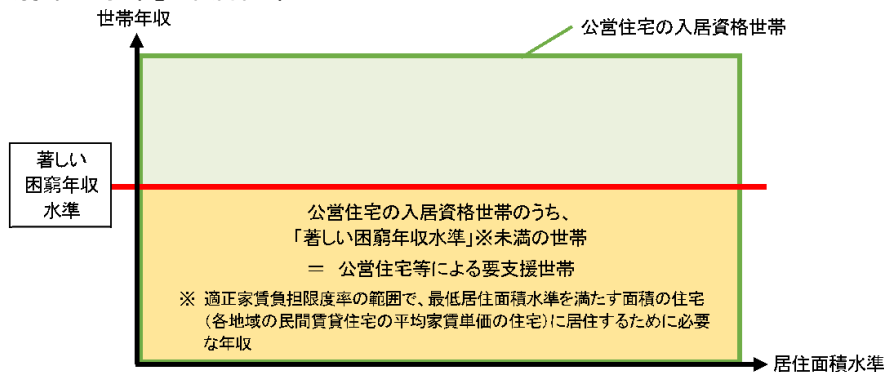 世帯年収
公営住宅の入居資格世帯
著しい
困窮年収
水準
公営住宅の入居資格世帯のうち、
「著しい困窮年収水準」※未満の世帯
＝ 公営住宅等による要支援世帯
※ 適正家賃負担限度率の範囲で、最低居住面積水準を満たす面積の住宅
（各地域の民間賃貸住宅の平均家賃単価の住宅）に居住するために必要
な年収
居住面積水準